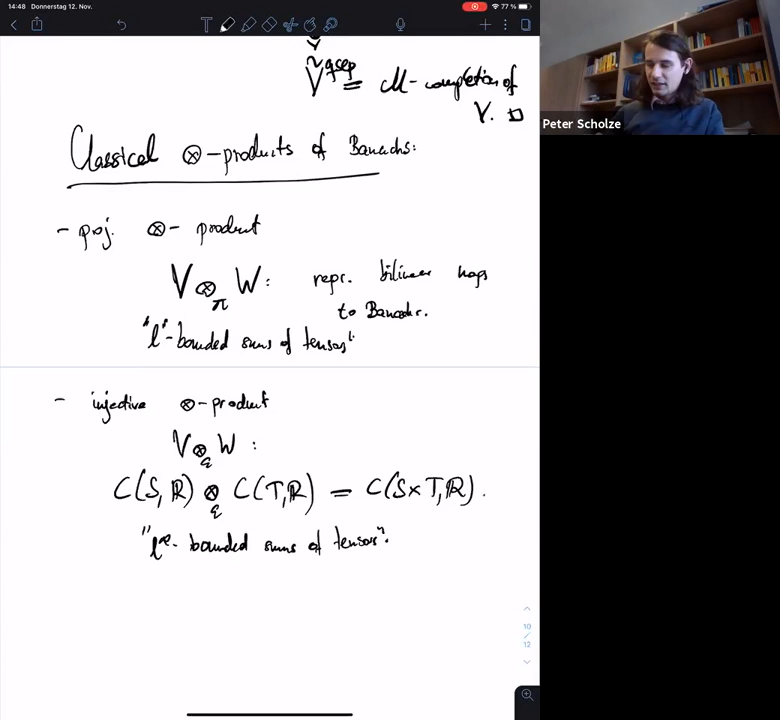 14:48 Donnerstag 12. Nov.
77 %
Ṽ^qsep = M-completion of
V. □
Peter Scholze
Classical ⊗-products of Banachs:
- proj. ⊗-product
V ⊗_π W: repr. bilinear maps
to Banachs.
"l¹-bounded sums of tensors"
- injective ⊗-product
V ⊗_ε W :
C(S, ℝ) ⊗_ε C(T, ℝ) = C(S×T, ℝ).
"l^∞-bounded sums of tensors".
10
/
12